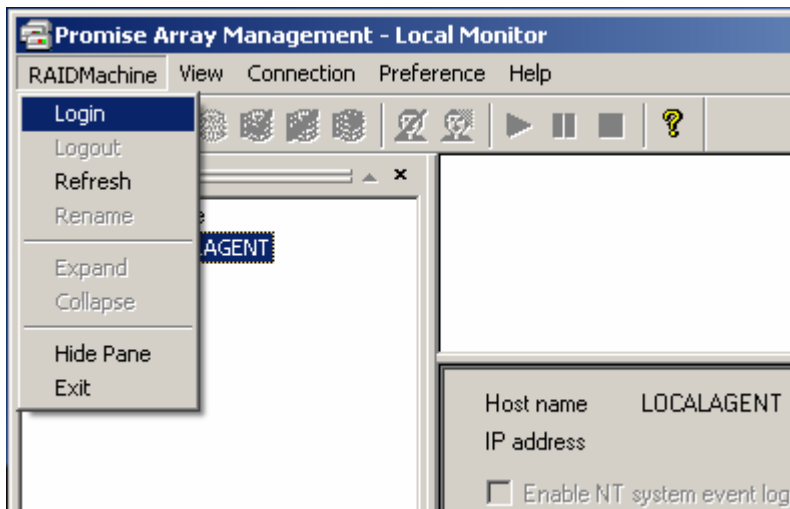 Promise Array Management - Local Monitor
RAIDMachine View Connection Preference Help
Login
Logout
Refresh
Rename
AGENT
Expand
Collapse
Hide Pane
Exit
Host name LOCALAGENT
IP address
Enable NT system event log